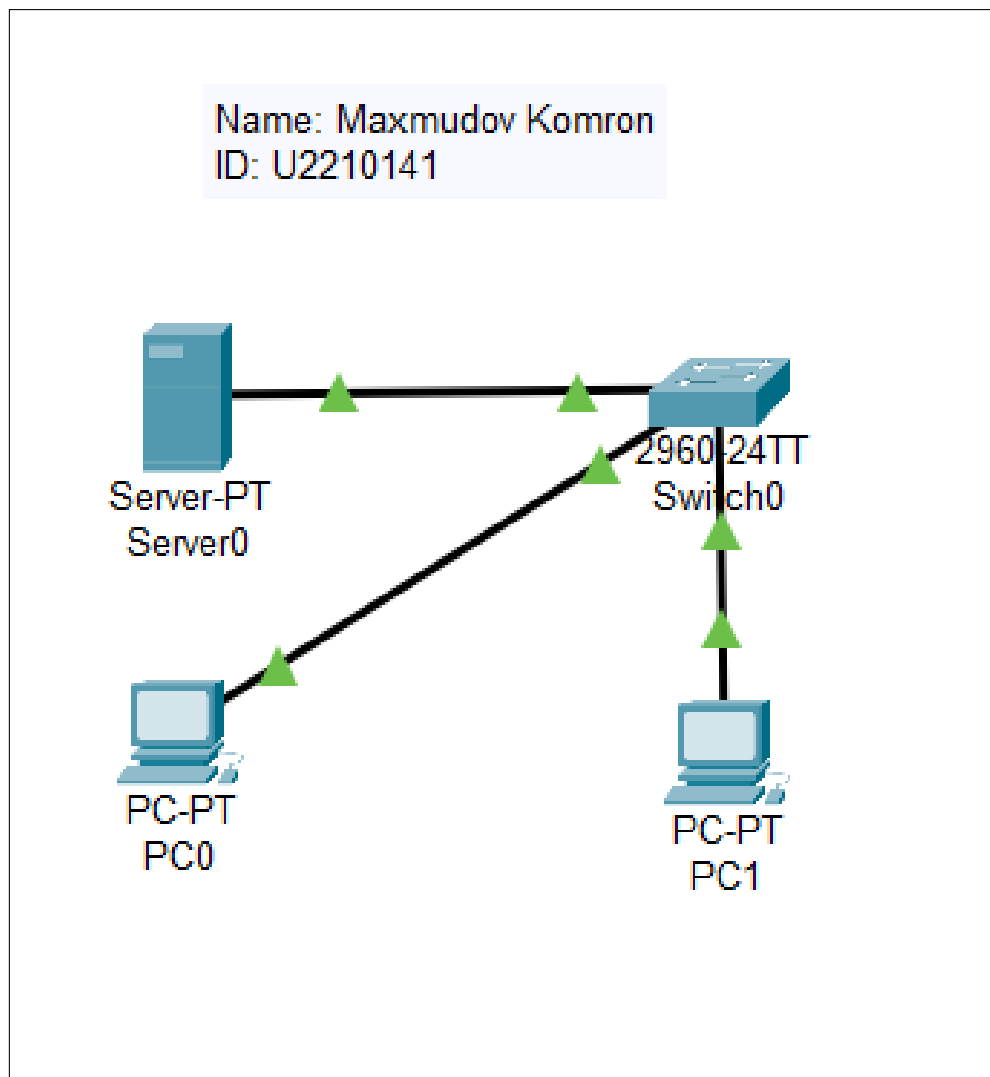 Name: Maxmudov Komron
ID: U2210141
2960-24TT
Switch0
Server-PT
Server0
PC-PT
PC0
PC-PT
PC1